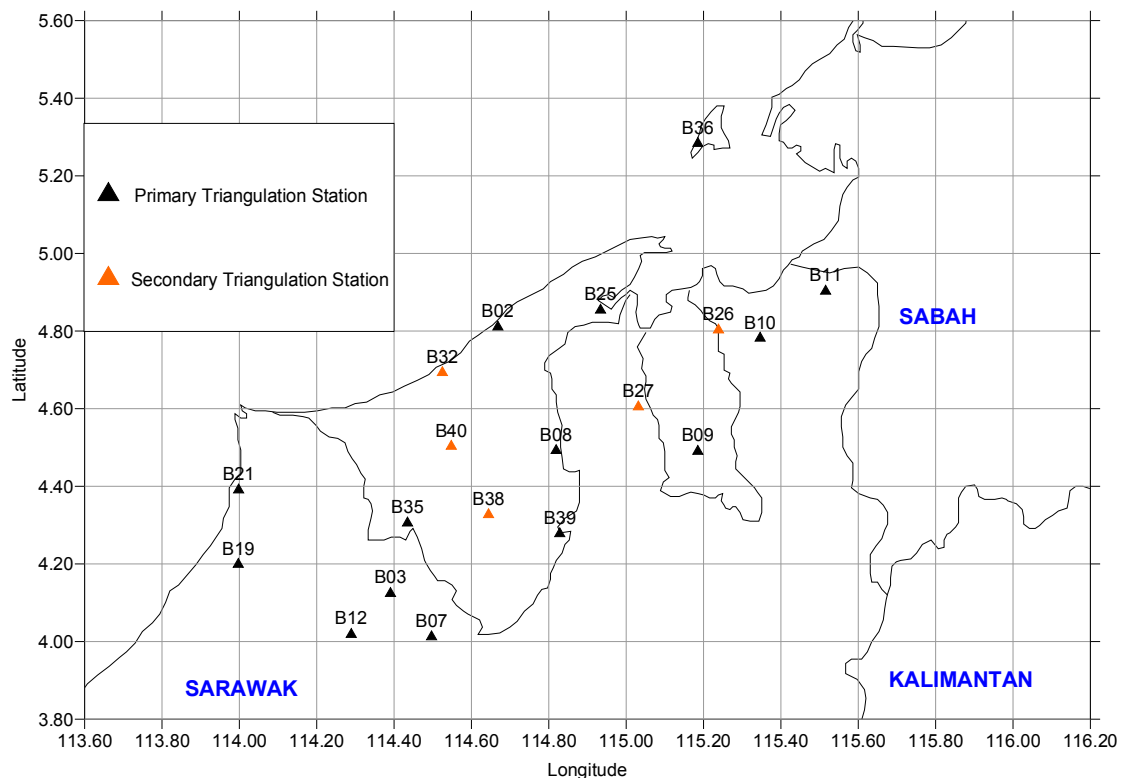 5.60
5.40
5.20
5.00
4.80
4.60
4.40
4.20
4.00
3.80
Latitude
Primary Triangulation Station
Secondary Triangulation Station
B36
B11
B25
B02
B26
B10
B32
B27
B40
B08
B09
B21
B38
B35
B39
B19
B03
B12
B07
SABAH
SARAWAK
KALIMANTAN
113.60 113.80 114.00 114.20 114.40 114.60 114.80 115.00 115.20 115.40 115.60 115.80 116.00 116.20
Longitude